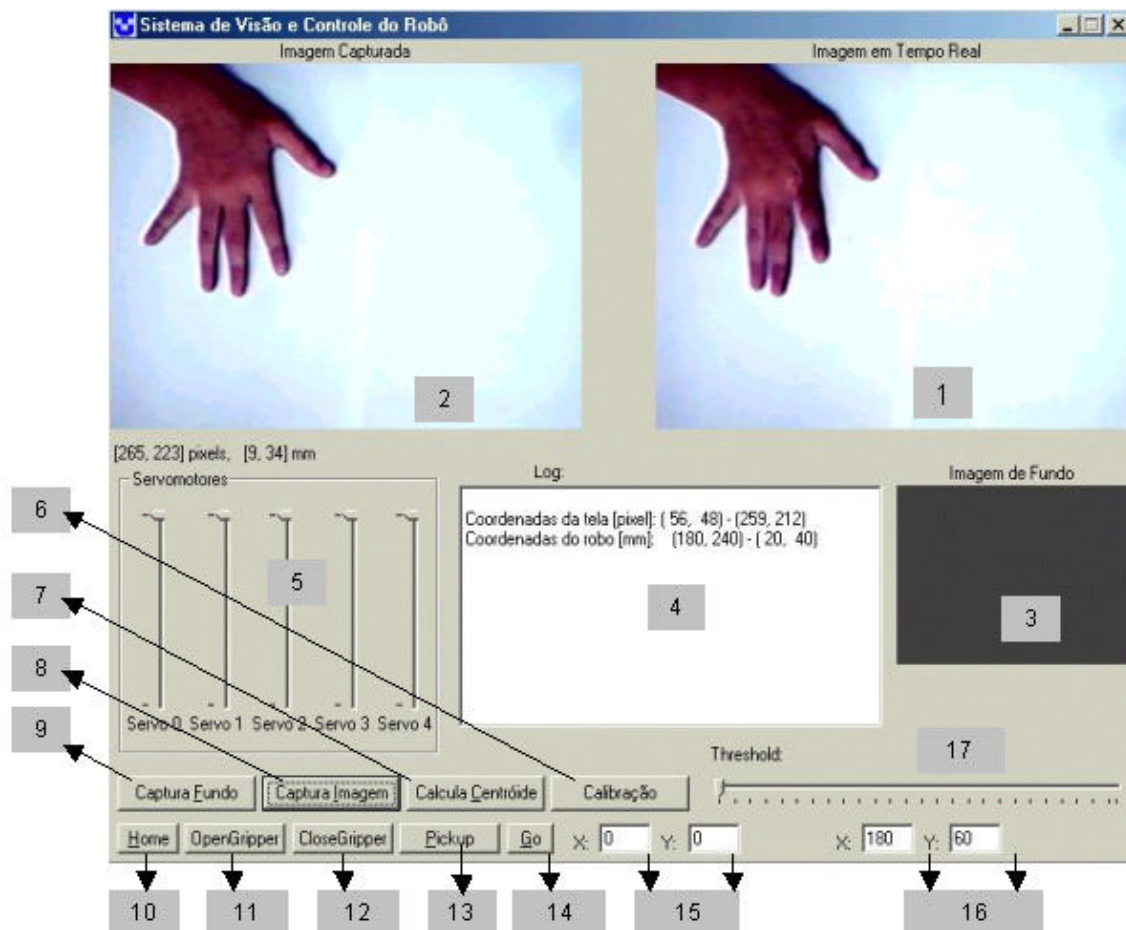 Sistema de Visão e Controle do Robô
Imagem Capturada
Imagem em Tempo Real
2
1
[265, 223] pixels, [9, 34] mm
Servomotores
Log:
Imagem de Fundo
6
Coordenadas da tela [pixel]: ( 56, 48) - (259, 212)
Coordenadas do robo [mm]: (180, 240) - ( 20, 40)
5
7
4
3
8
Servo 0 Servo 1 Servo 2 Servo 3 Servo 4
9
Threshold:
17
Captura Fundo
Captura Imagem
Calcula Centróide
Calibração
Home
OpenGripper
CloseGripper
Pickup
Go
X: 0 Y: 0
X: 180 Y: 60
10
11
12
13
14
15
16